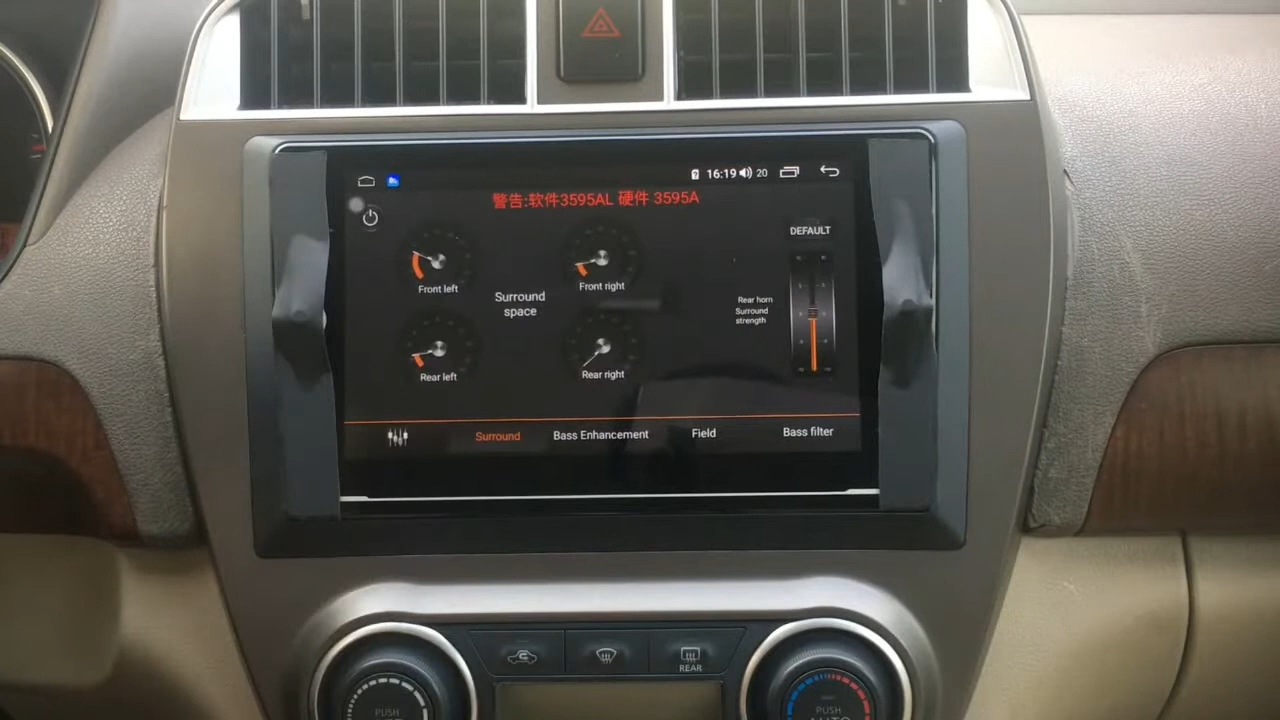 16:19 20
警告:软件3595AL 硬件 3595A
DEFAULT
Front left
Front right
Surround
space
Rear horn
Surround
strength
Rear left
Rear right
Surround
Bass Enhancement
Field
Bass filter
REAR
PUSH
PUSH
AUTO